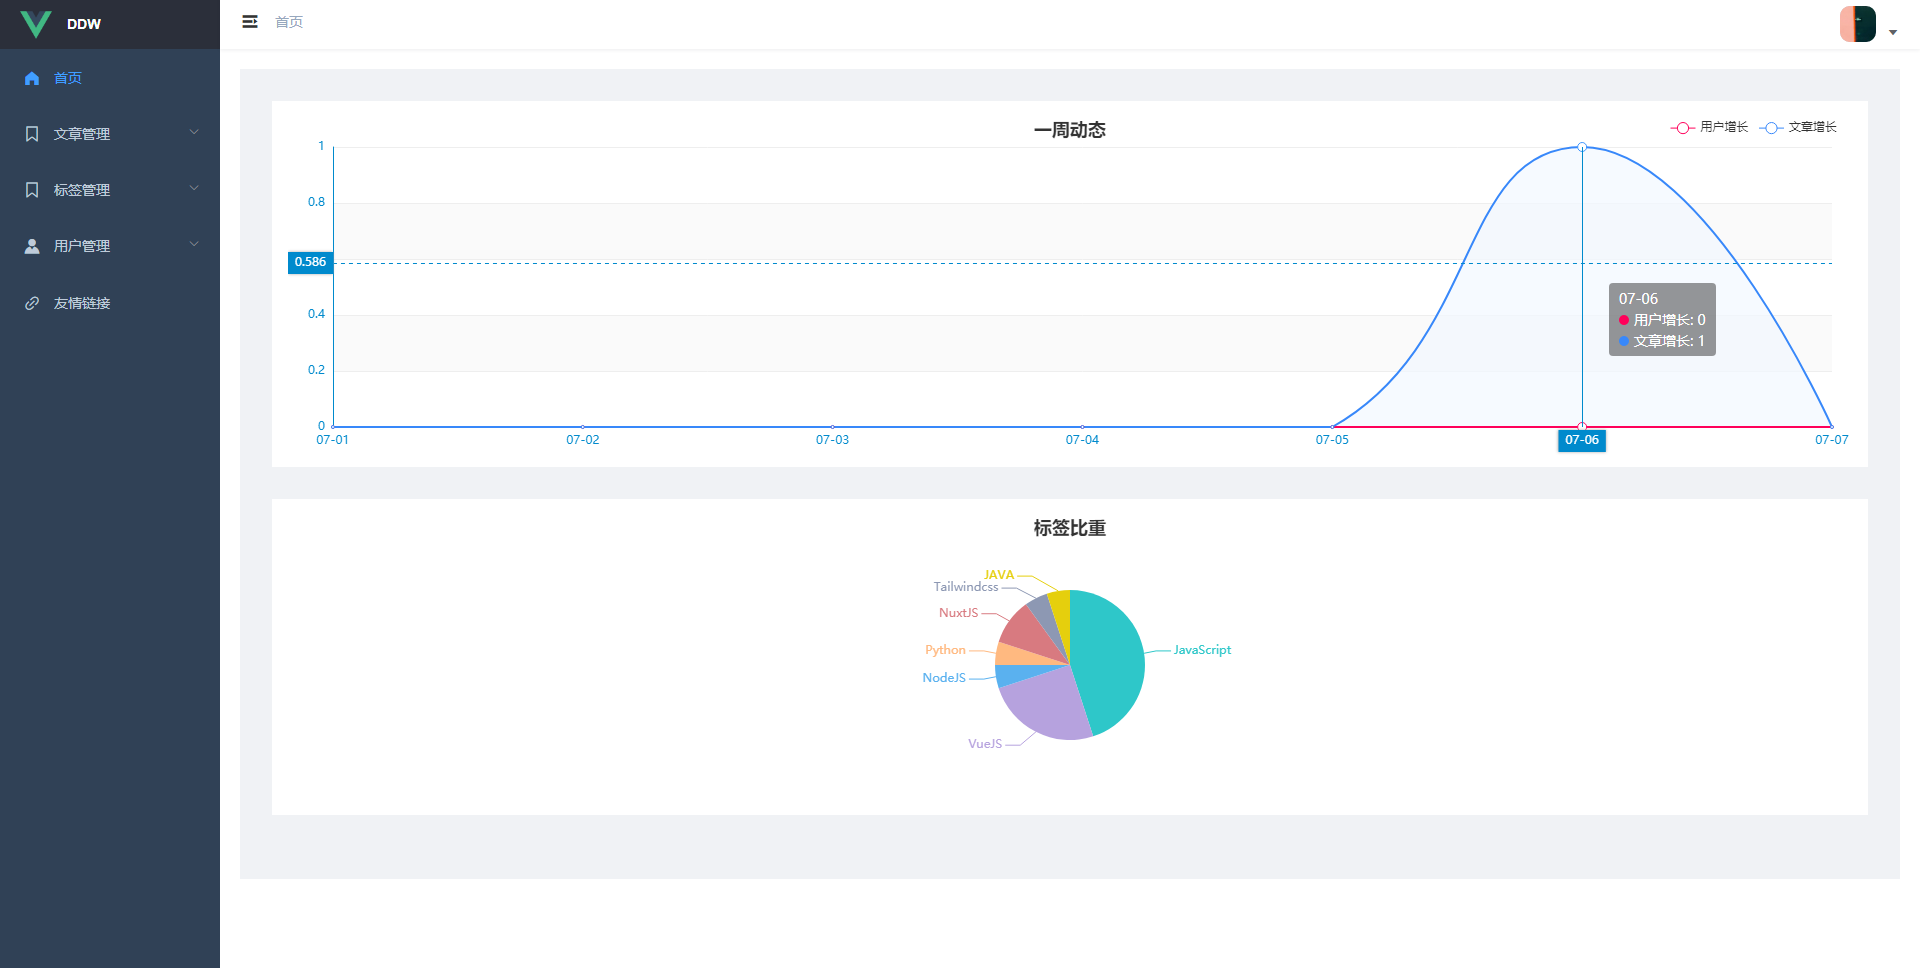 DDW
首页
首页
文章管理
标签管理
用户管理
友情链接
一周动态
用户增长 文章增长
1
0.8
0.586
0.4
0.2
0
07-06
用户增长: 0
文章增长: 1
07-01 07-02 07-03 07-04 07-05 07-06 07-07
标签比重
JAVA
Tailwindcss
NuxtJS
Python
JavaScript
NodeJS
VueJS